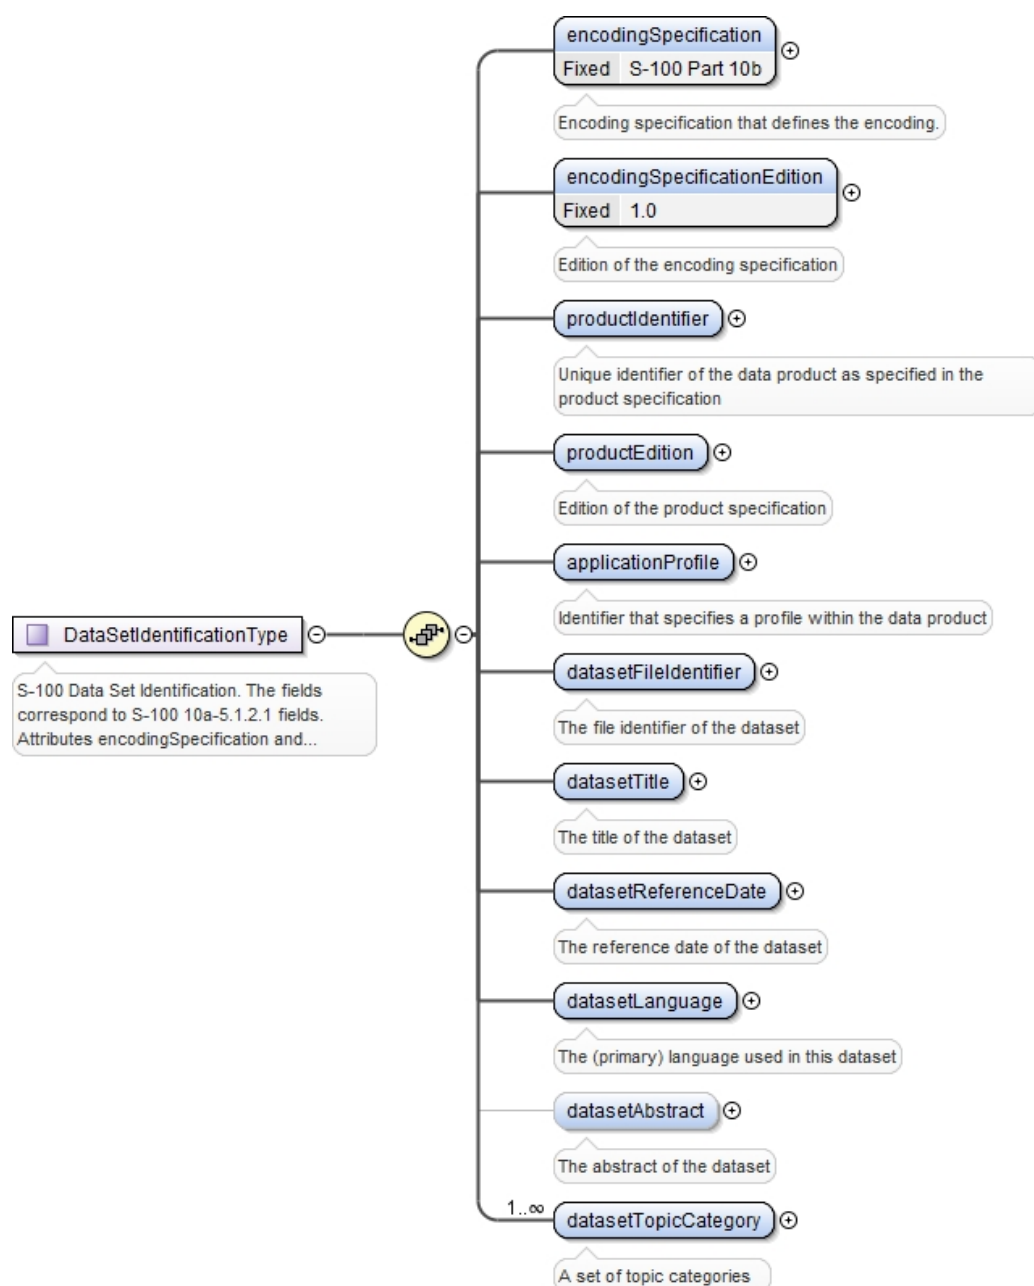 encodingSpecification
Fixed S-100 Part 10b
Encoding specification that defines the encoding.
encodingSpecificationEdition
Fixed 1.0
Edition of the encoding specification
productIdentifier
Unique identifier of the data product as specified in the
product specification
productEdition
Edition of the product specification
applicationProfile
Identifier that specifies a profile within the data product
DataSetIdentificationType
S-100 Data Set Identification. The fields
correspond to S-100 10a-5.1.2.1 fields.
Attributes encodingSpecification and...
datasetFileIdentifier
The file identifier of the dataset
datasetTitle
The title of the dataset
datasetReferenceDate
The reference date of the dataset
datasetLanguage
The (primary) language used in this dataset
datasetAbstract
The abstract of the dataset
1..∞
datasetTopicCategory
A set of topic categories